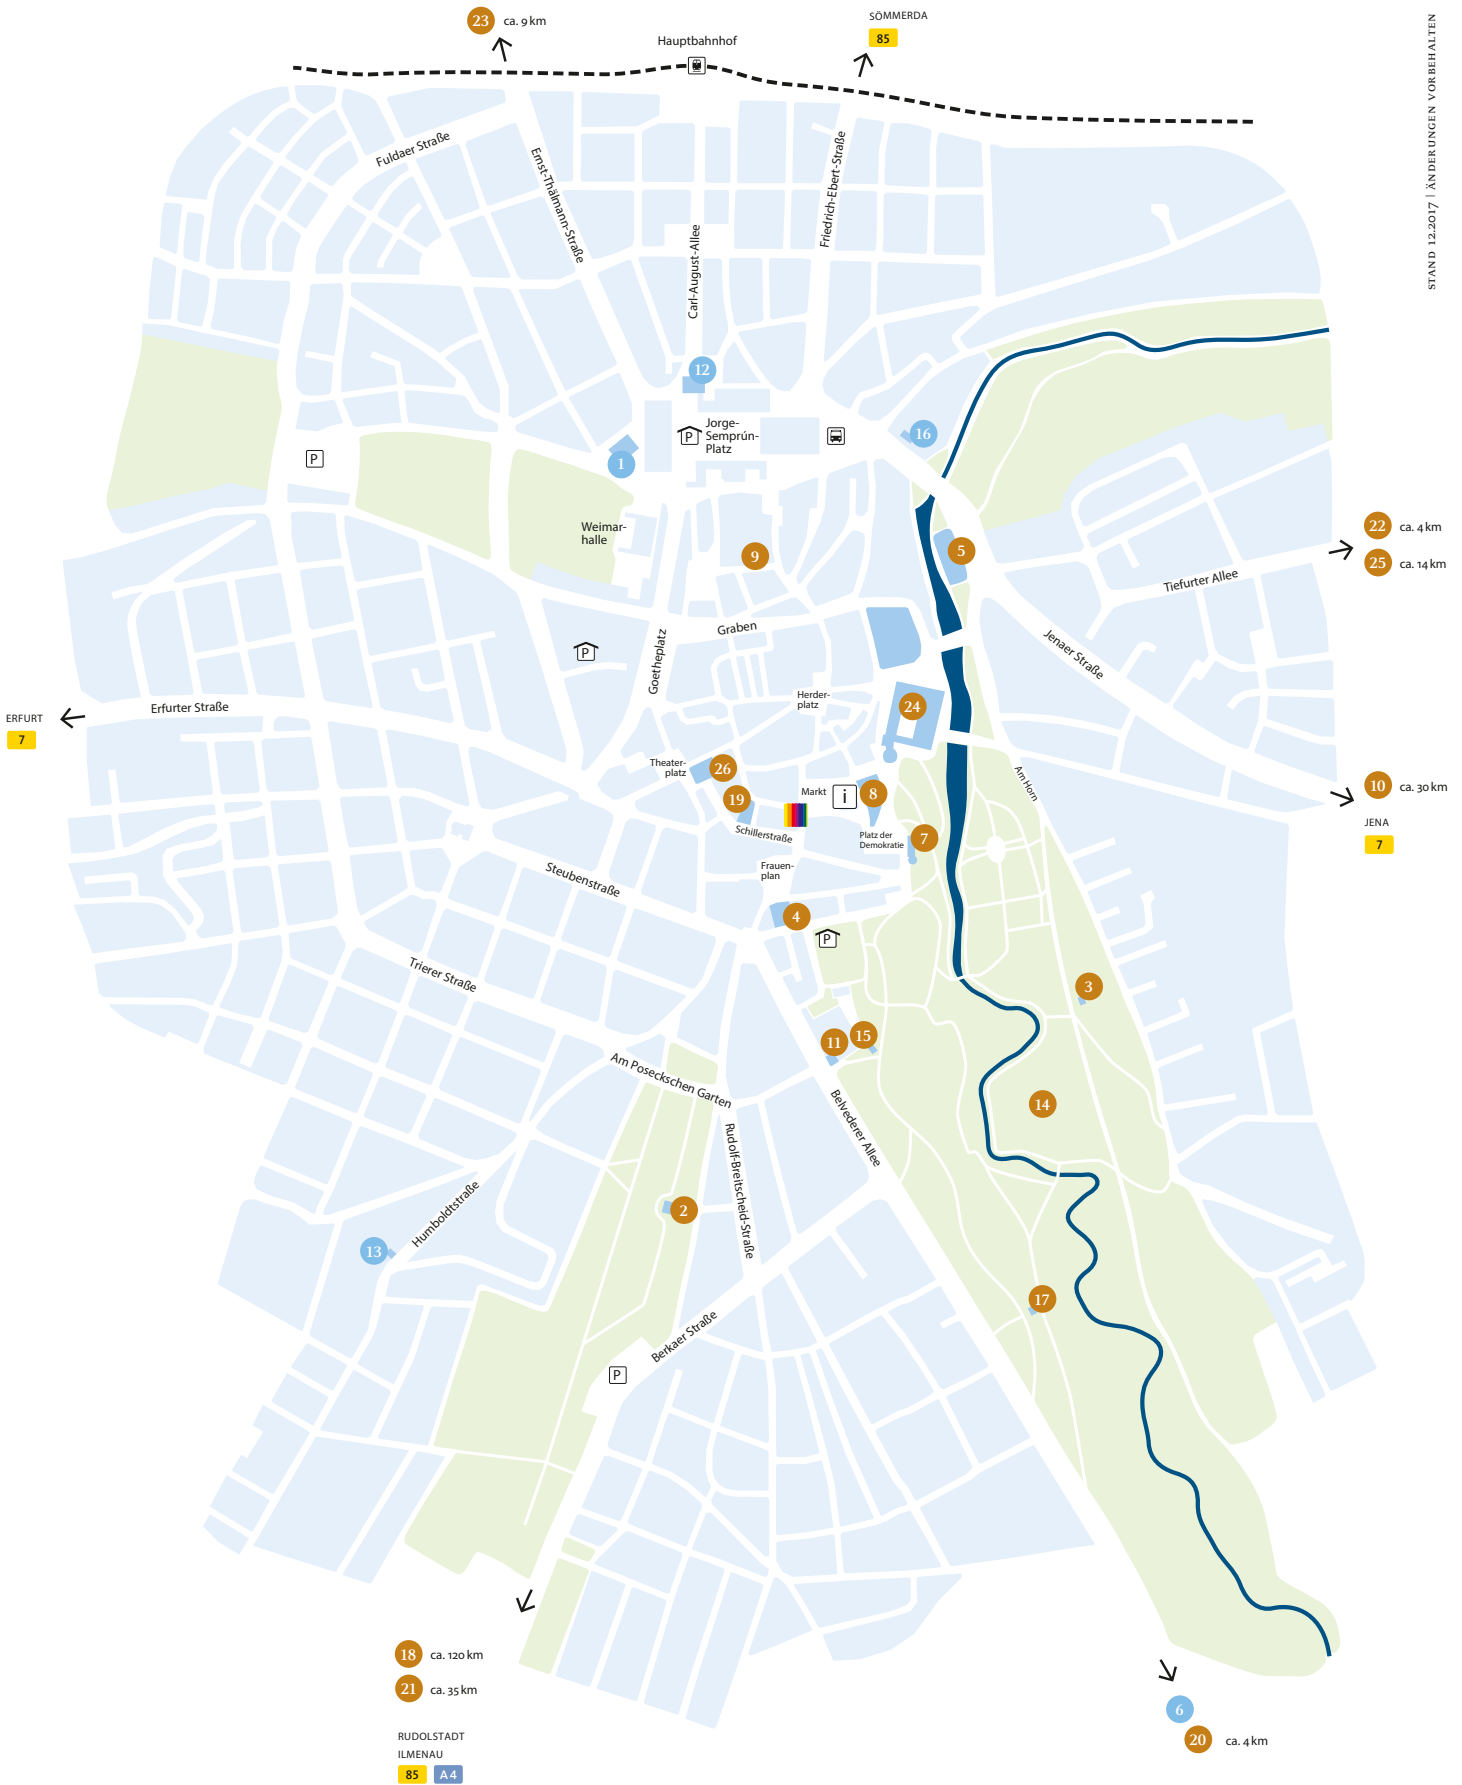 23 ca. 9 km
SÖMMERDA
85
Hauptbahnhof
STAND 12.2017 | ÄNDERUNGEN VORBEHALTEN
Fuldaer Straße
Ernst-Thälmann-Straße
Friedrich-Ebert-Straße
Carl-August-Allee
12
P
Jorge-
Semprún-
Platz
16
P
1
Weimar-
halle
9
5
22 ca. 4 km
25 ca. 14 km
Tiefurter Allee
Graben
Jenaer Straße
P
Goetheplatz
Herder-
platz
24
ERFURT
7
Erfurter Straße
Theater-
platz
26
19
Markt
i
8
Am Horn
10 ca. 30 km
JENA
7
Schillerstraße
Platz der
Demokratie
7
Frauen-
plan
Steubenstraße
4
P
Trierer Straße
3
11
15
Am Poseckschen Garten
14
Belvederer Allee
Rudolf-Breitscheid-Straße
Humboldtstraße
2
13
17
Berkaer Straße
P
18 ca. 120 km
21 ca. 35 km
RUDOLSTADT
ILMENAU
85 A 4
6
20 ca. 4 km